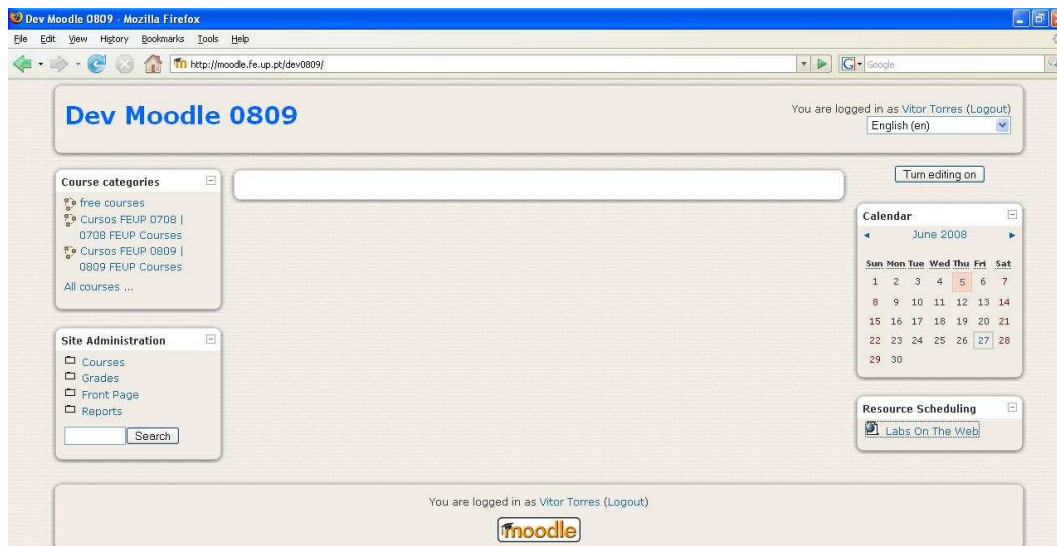 Dev Moodle 0809 - Mozilla Firefox
File Edit View History Bookmarks Tools Help
http://moodle.fe.up.pt/dev0809/
Google
Dev Moodle 0809
You are logged in as Vitor Torres (Logout)
English (en)
Turn editing on
Course categories
free courses
Cursos FEUP 0708 |
0708 FEUP Courses
Cursos FEUP 0809 |
0809 FEUP Courses
All courses ...
Site Administration
Courses
Grades
Front Page
Reports
Search
Calendar
◄ June 2008 ►
Sun Mon Tue Wed Thu Fri Sat
1 2 3 4 5 6 7
8 9 10 11 12 13 14
15 16 17 18 19 20 21
22 23 24 25 26 27 28
29 30
Resource Scheduling
Labs On The Web
You are logged in as Vitor Torres (Logout)
moodle